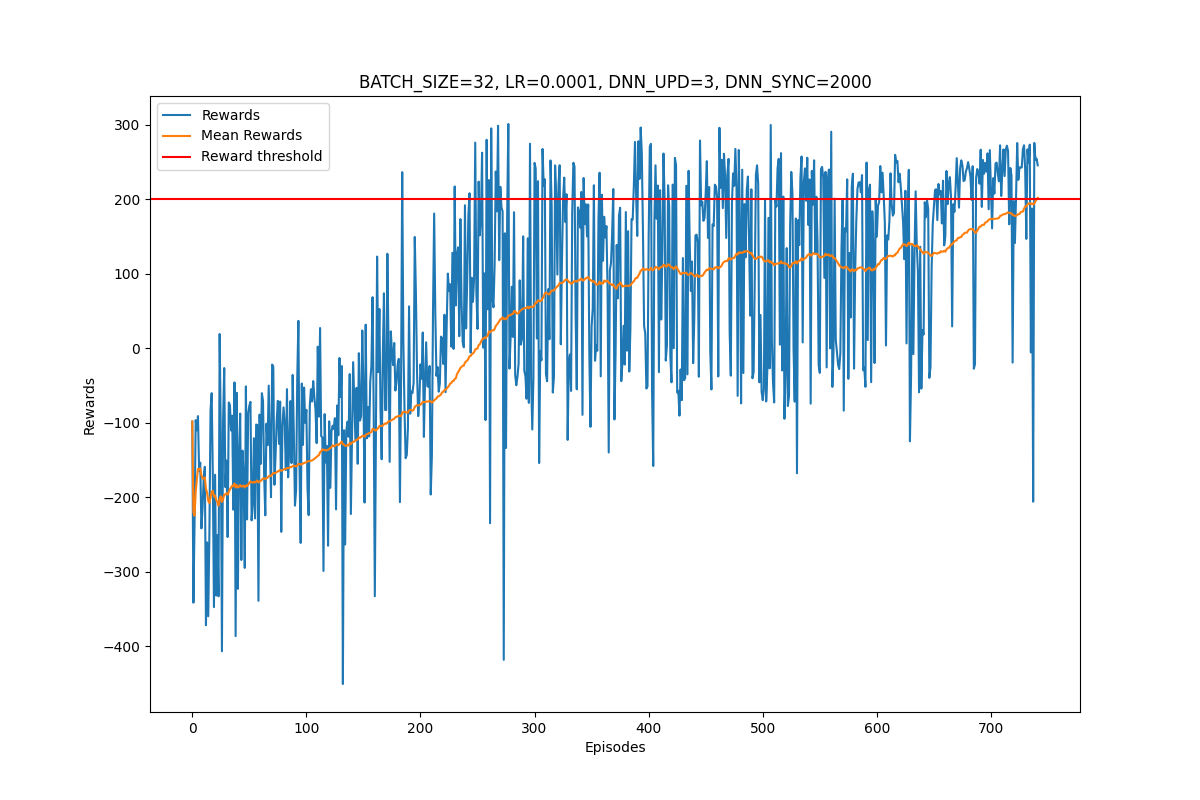 BATCH_SIZE=32, LR=0.0001, DNN_UPD=3, DNN_SYNC=2000
Rewards
Mean Rewards
Reward threshold
300
200
100
0
−100
−200
−300
−400
Rewards
0 100 200 300 400 500 600 700
Episodes